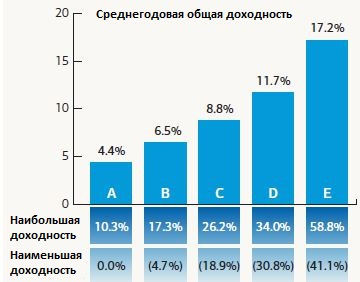 Среднегодовая общая доходность
20
15
10
5
0
4.4%
6.5%
8.8%
11.7%
17.2%
A B C D E
Наибольшая
доходность
10.3% 17.3% 26.2% 34.0% 58.8%
Наименьшая
доходность
0.0% (4.7%) (18.9%) (30.8%) (41.1%)